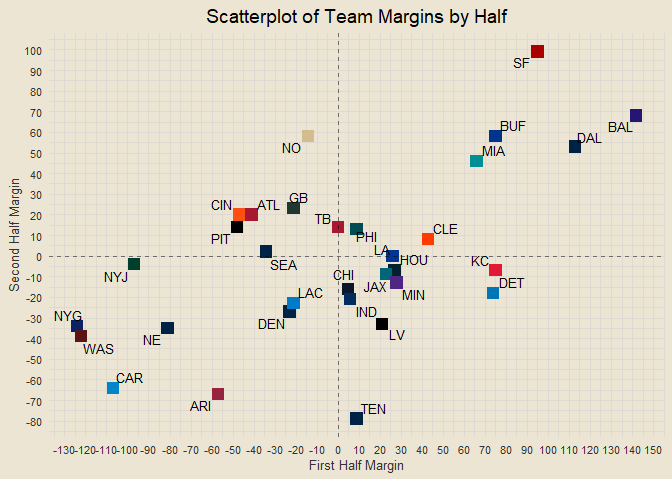 Scatterplot of Team Margins by Half
Second Half Margin
100
90
80
70
60
50
40
30
20
10
0
-10
-20
-30
-40
-50
-60
-70
-80
SF
BAL
BUF
DAL
MIA
NO
GB
CIN
ATL
TB
PIT
PHI
CLE
LA
SEA
HOU
KC
NYJ
CHI
JAX
DET
LAC
MIN
NYG
DEN
IND
NE
WAS
LV
CAR
ARI
TEN
-130 -120 -110 -100 -90 -80 -70 -60 -50 -40 -30 -20 -10 0 10 20 30 40 50 60 70 80 90 100 110 120 130 140 150
First Half Margin